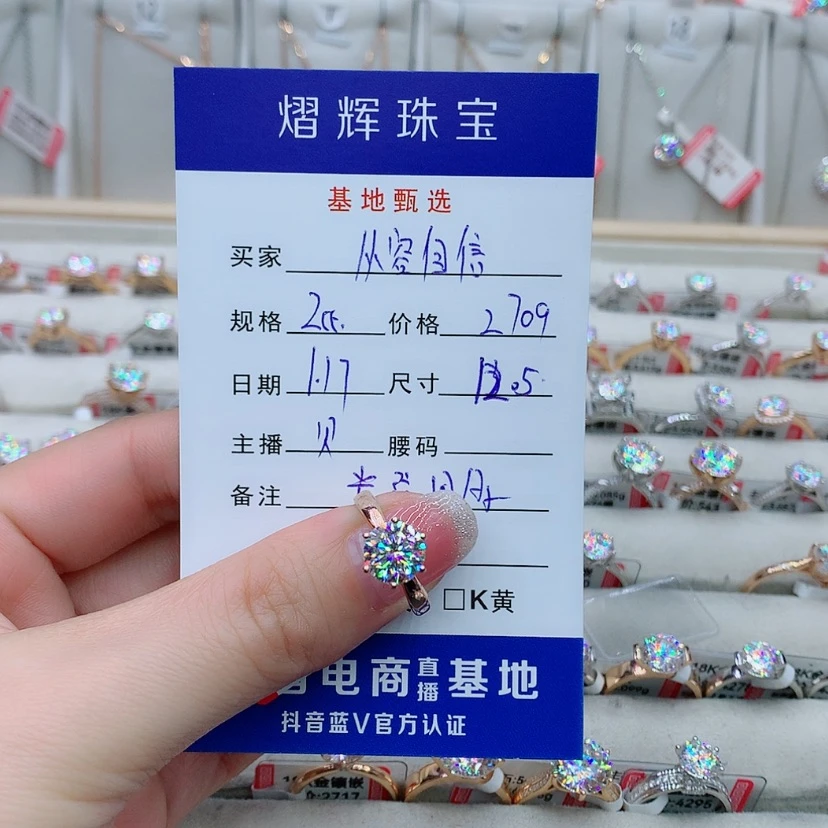 熠辉珠宝
基地甄选
买家 从容自信
规格 2ct. 价格 2709
日期 1.17 尺寸 12.5
主播 贝 腰码
备注
□K黄
电商直播基地
抖音蓝V官方认证
:2717
:4295